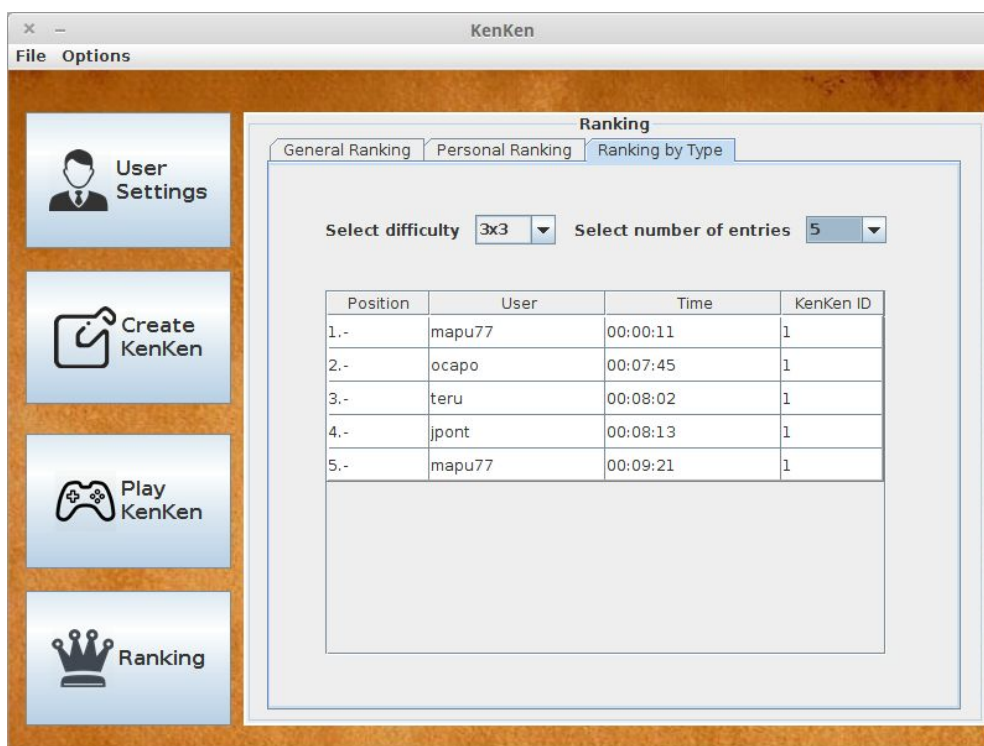 KenKen
File Options
User
Settings
Create
KenKen
Play
KenKen
Ranking
Ranking
General Ranking Personal Ranking Ranking by Type
Select difficulty 3x3 Select number of entries 5
Position User Time KenKen ID
1.- mapu77 00:00:11 1
2.- ocapo 00:07:45 1
3.- teru 00:08:02 1
4.- jpont 00:08:13 1
5.- mapu77 00:09:21 1